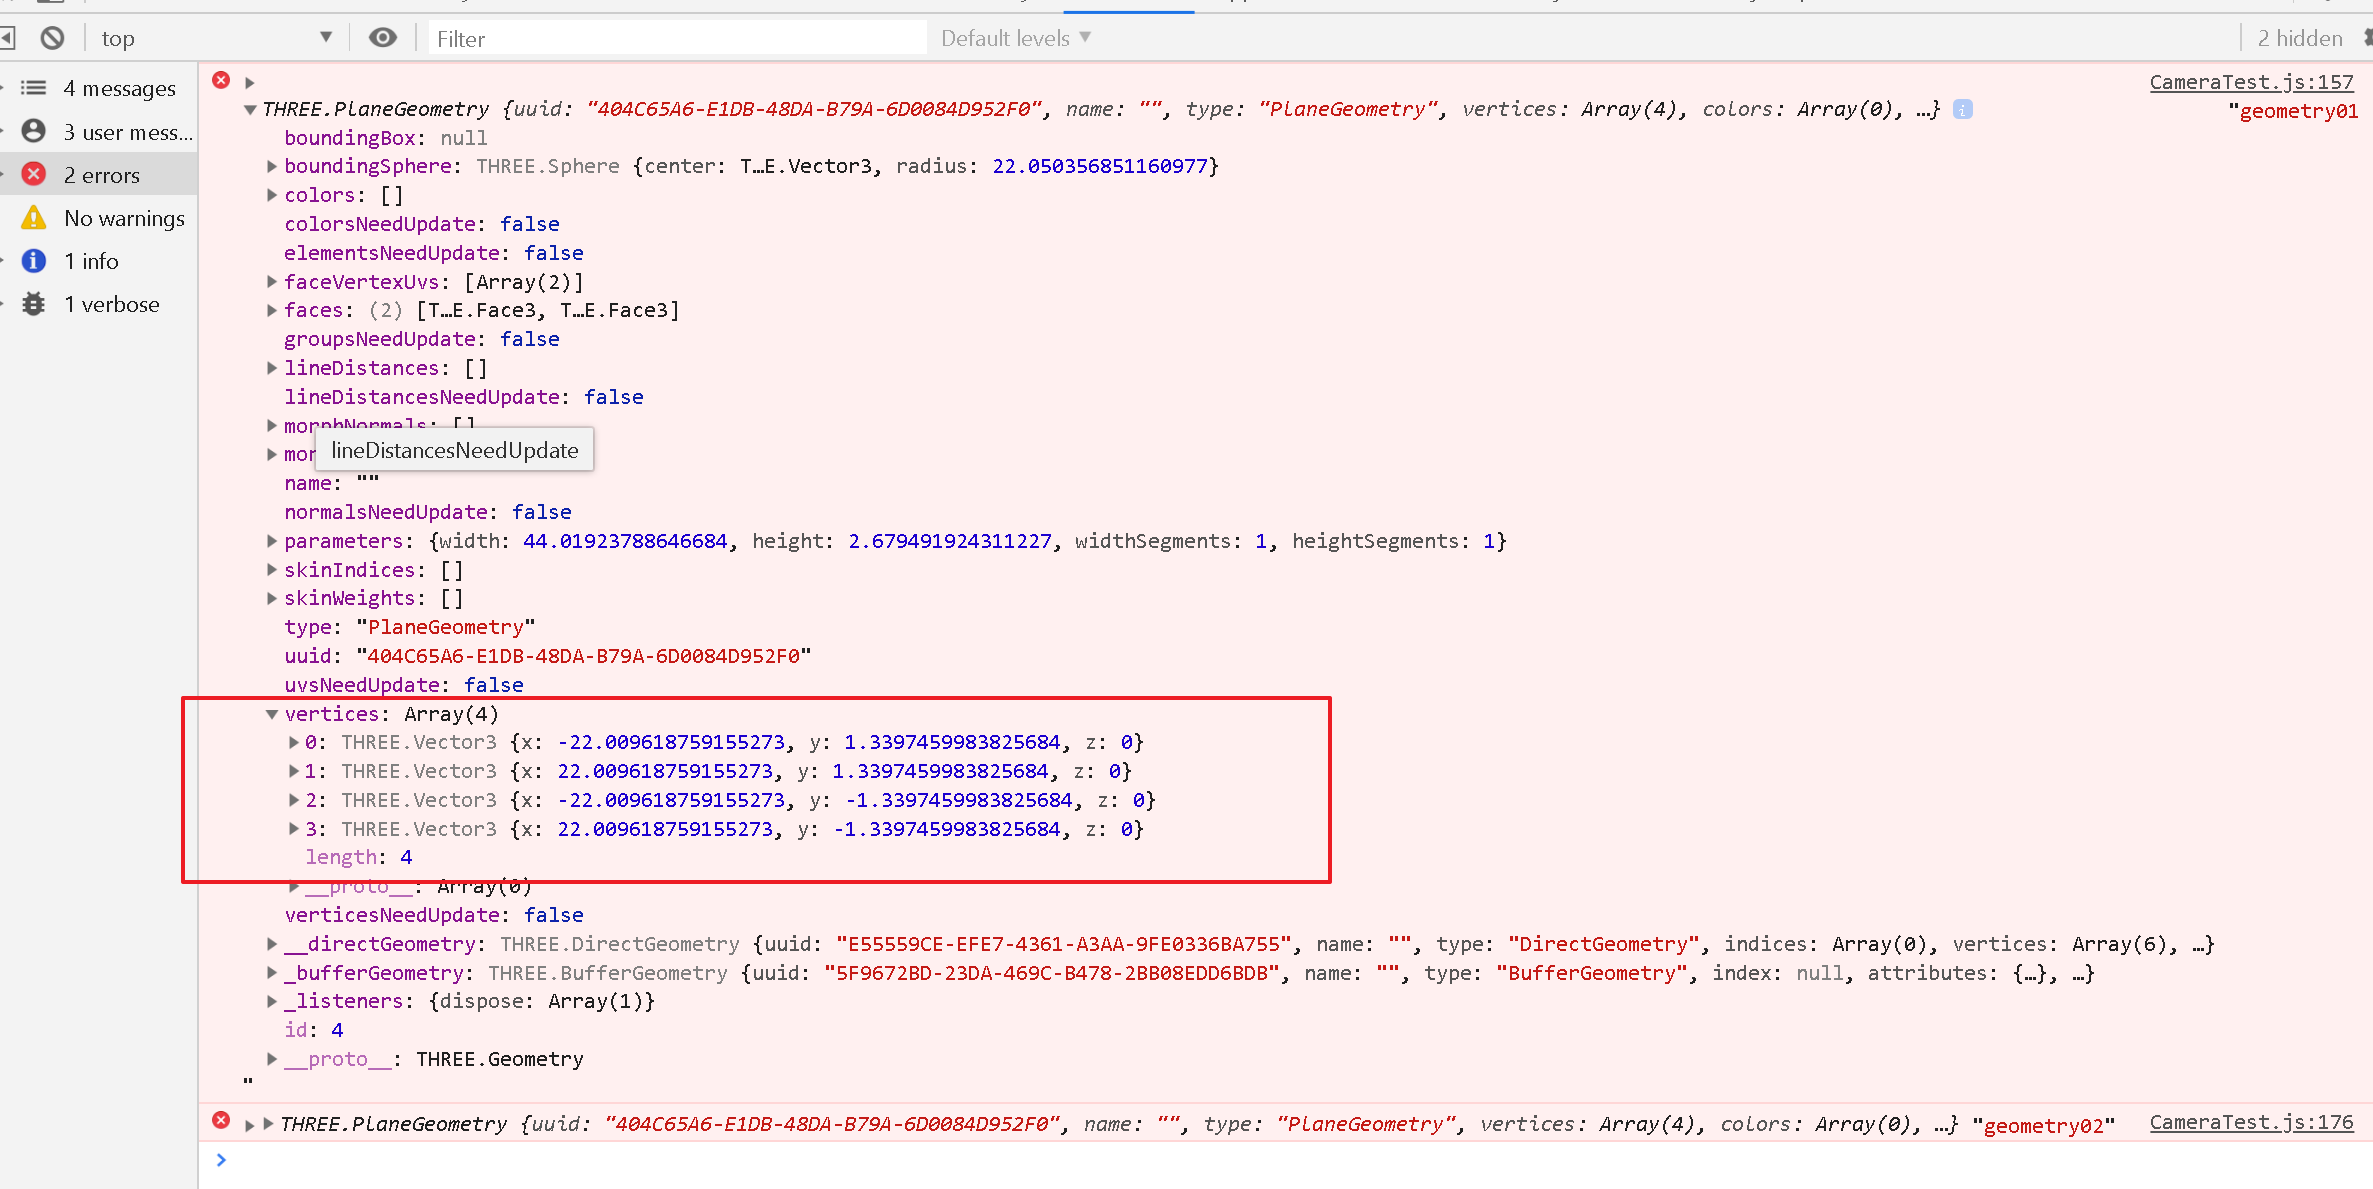 top
Filter
Default levels
2 hidden
4 messages
3 user mess...
2 errors
No warnings
1 info
1 verbose
CameraTest.js:157
THREE.PlaneGeometry {uuid: "404C65A6-E1DB-48DA-B79A-6D0084D952F0", name: "", type: "PlaneGeometry", vertices: Array(4), colors: Array(0), …} "geometry01
boundingBox: null
boundingSphere: THREE.Sphere {center: T…E.Vector3, radius: 22.050356851160977}
colors: []
colorsNeedUpdate: false
elementsNeedUpdate: false
faceVertexUvs: [Array(2)]
faces: (2) [T…E.Face3, T…E.Face3]
groupsNeedUpdate: false
lineDistances: []
lineDistancesNeedUpdate: false
morphNormals: []
lineDistancesNeedUpdate
name: ""
normalsNeedUpdate: false
parameters: {width: 44.01923788646684, height: 2.679491924311227, widthSegments: 1, heightSegments: 1}
skinIndices: []
skinWeights: []
type: "PlaneGeometry"
uuid: "404C65A6-E1DB-48DA-B79A-6D0084D952F0"
uvsNeedUpdate: false
vertices: Array(4)
0: THREE.Vector3 {x: -22.009618759155273, y: 1.3397459983825684, z: 0}
1: THREE.Vector3 {x: 22.009618759155273, y: 1.3397459983825684, z: 0}
2: THREE.Vector3 {x: -22.009618759155273, y: -1.3397459983825684, z: 0}
3: THREE.Vector3 {x: 22.009618759155273, y: -1.3397459983825684, z: 0}
length: 4
__proto__: Array(0)
verticesNeedUpdate: false
__directGeometry: THREE.DirectGeometry {uuid: "E55559CE-EFE7-4361-A3AA-9FE0336BA755", name: "", type: "DirectGeometry", indices: Array(0), vertices: Array(6), …}
_bufferGeometry: THREE.BufferGeometry {uuid: "5F9672BD-23DA-469C-B478-2BB08EDD6BDB", name: "", type: "BufferGeometry", index: null, attributes: {…}, …}
_listeners: {dispose: Array(1)}
id: 4
__proto__: THREE.Geometry
"
THREE.PlaneGeometry {uuid: "404C65A6-E1DB-48DA-B79A-6D0084D952F0", name: "", type: "PlaneGeometry", vertices: Array(4), colors: Array(0), …} "geometry02" CameraTest.js:176